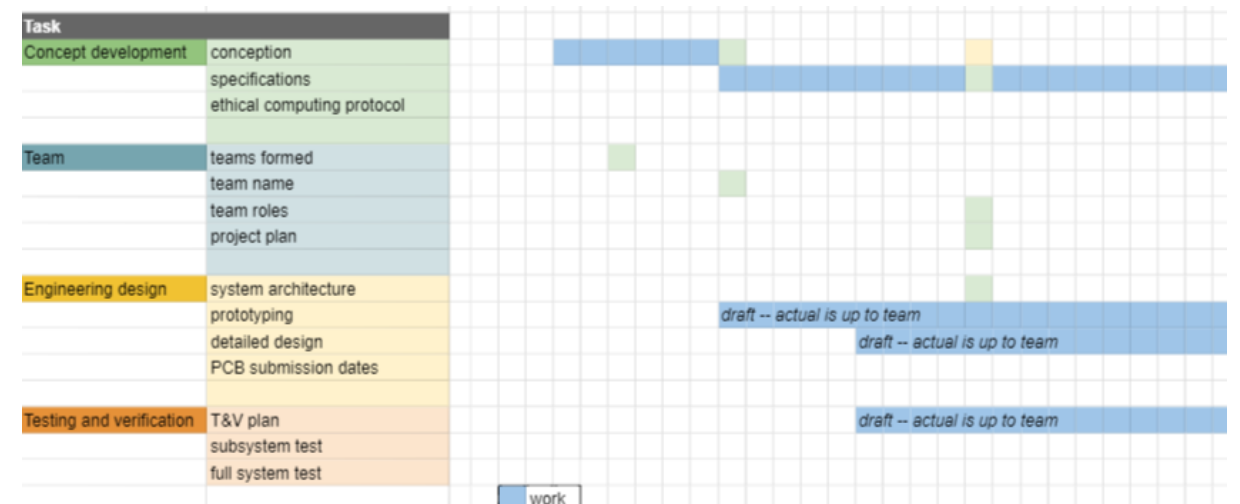 Task
Concept development conception
specifications
ethical computing protocol
Team teams formed
team name
team roles
project plan
Engineering design system architecture
prototyping draft -- actual is up to team
detailed design draft -- actual is up to team
PCB submission dates
Testing and verification T&V plan draft -- actual is up to team
subsystem test
full system test
work